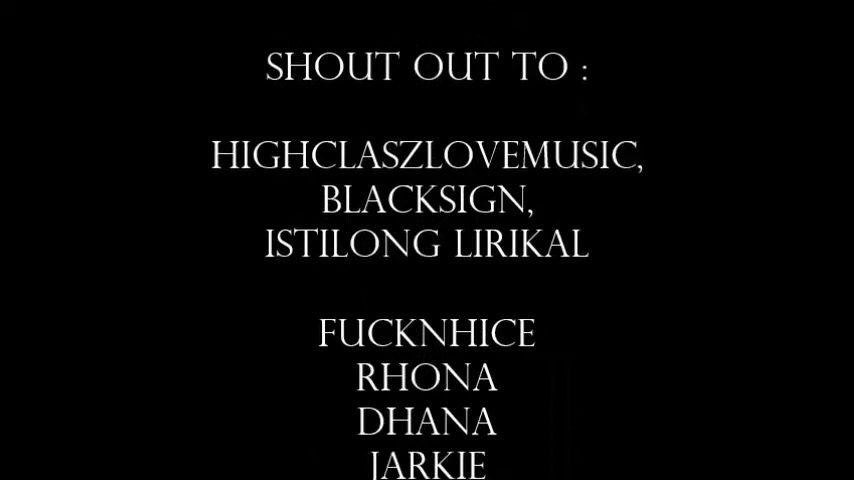 SHOUT OUT TO :
HIGHCLASZLOVEMUSIC,
BLACKSIGN,
ISTILONG LIRIKAL
FUCKNHICE
RHONA
DHANA
JARKIE